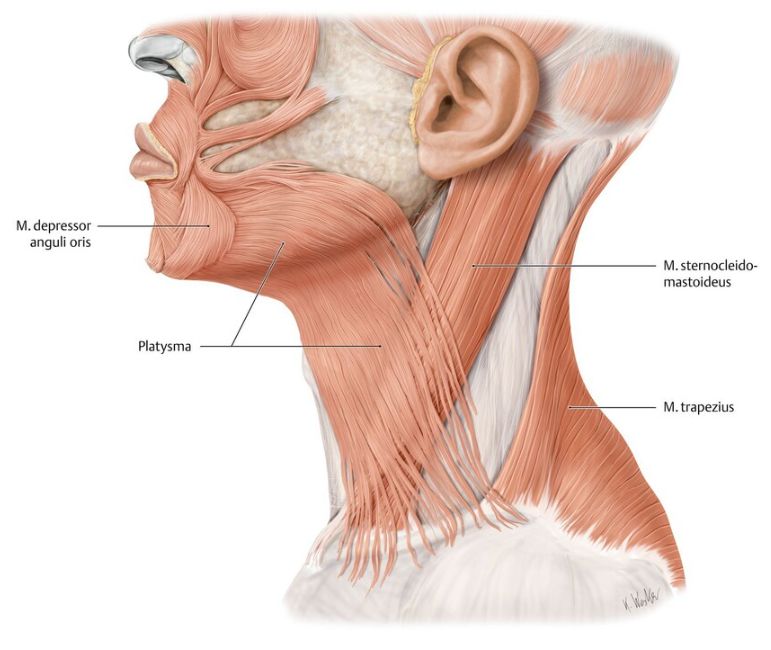 M. depressor
anguli oris
Platysma
M. sternocleido-
mastoideus
M. trapezius